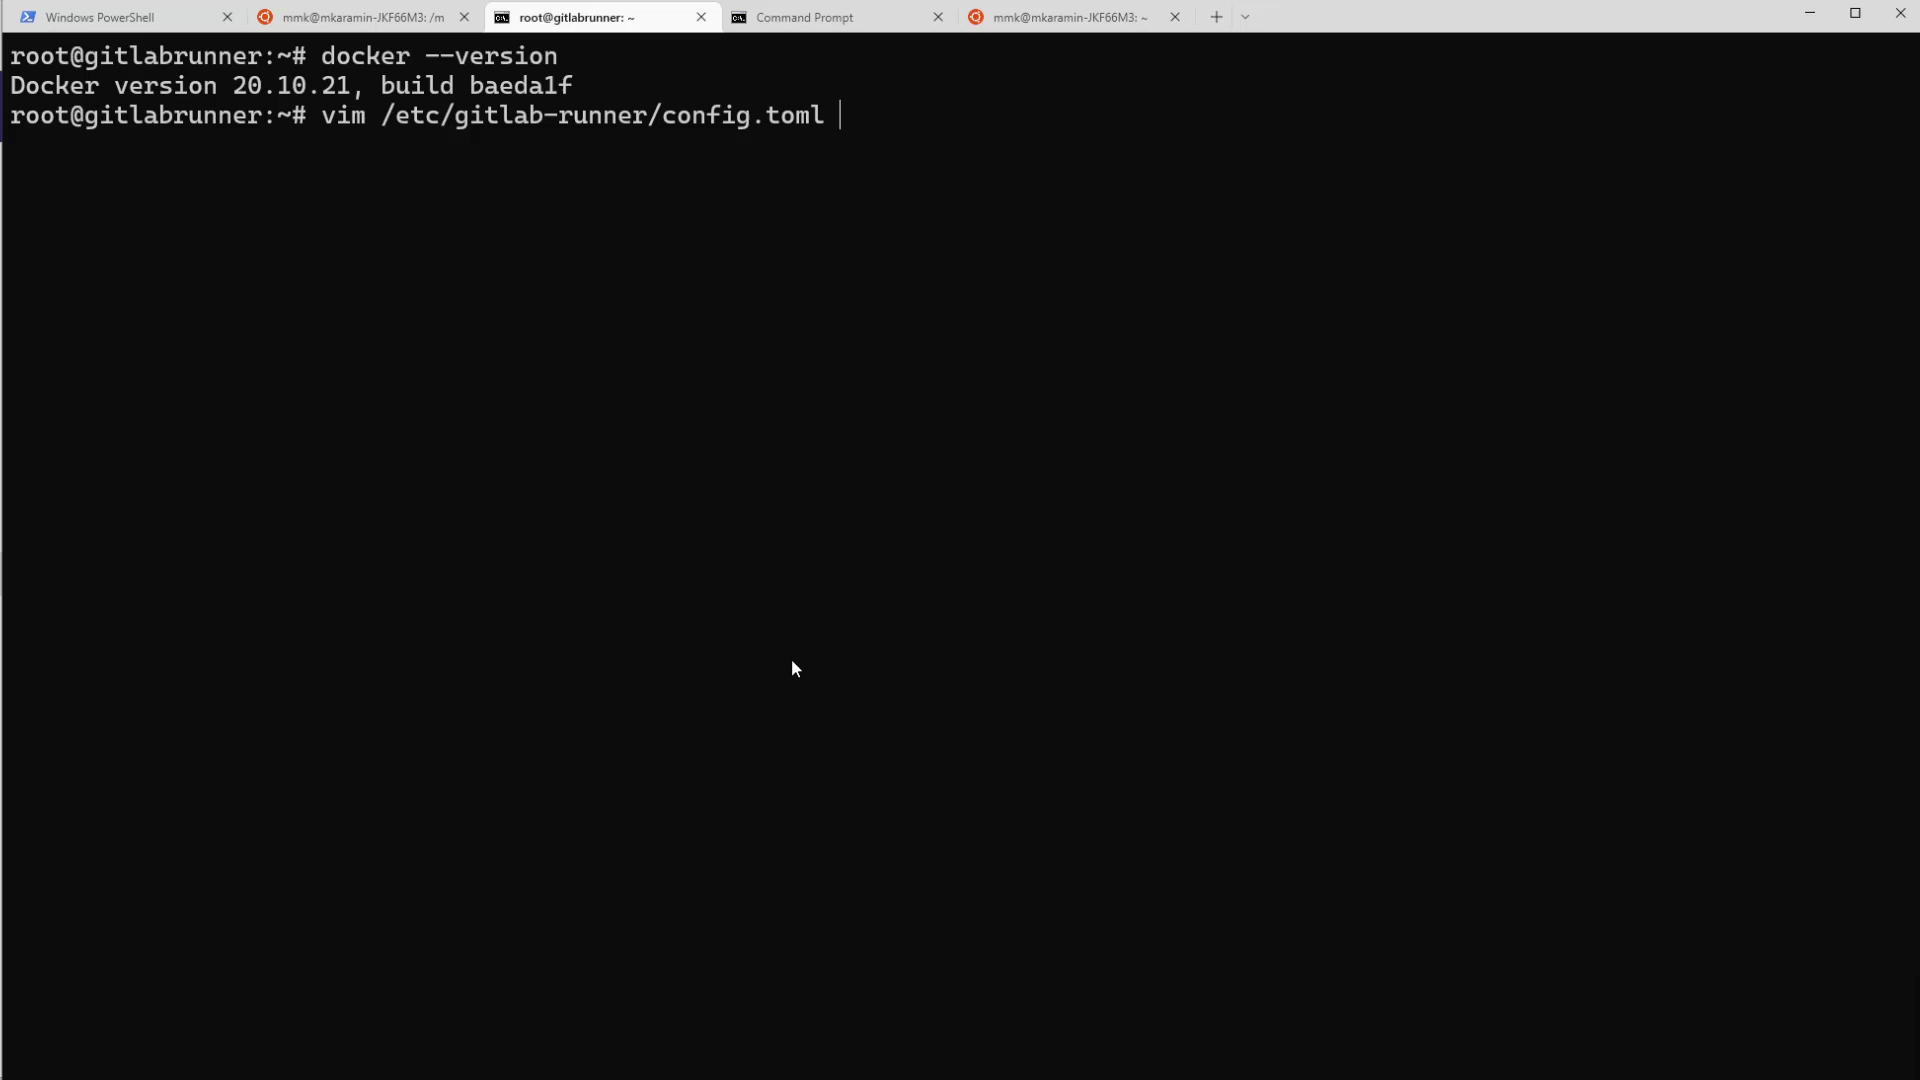 Windows PowerShell
mmk@mkaramin-JKF66M3: /m
root@gitlabrunner: ~
Command Prompt
mmk@mkaramin-JKF66M3: ~
root@gitlabrunner:~# docker --version
Docker version 20.10.21, build baeda1f
root@gitlabrunner:~# vim /etc/gitlab-runner/config.toml